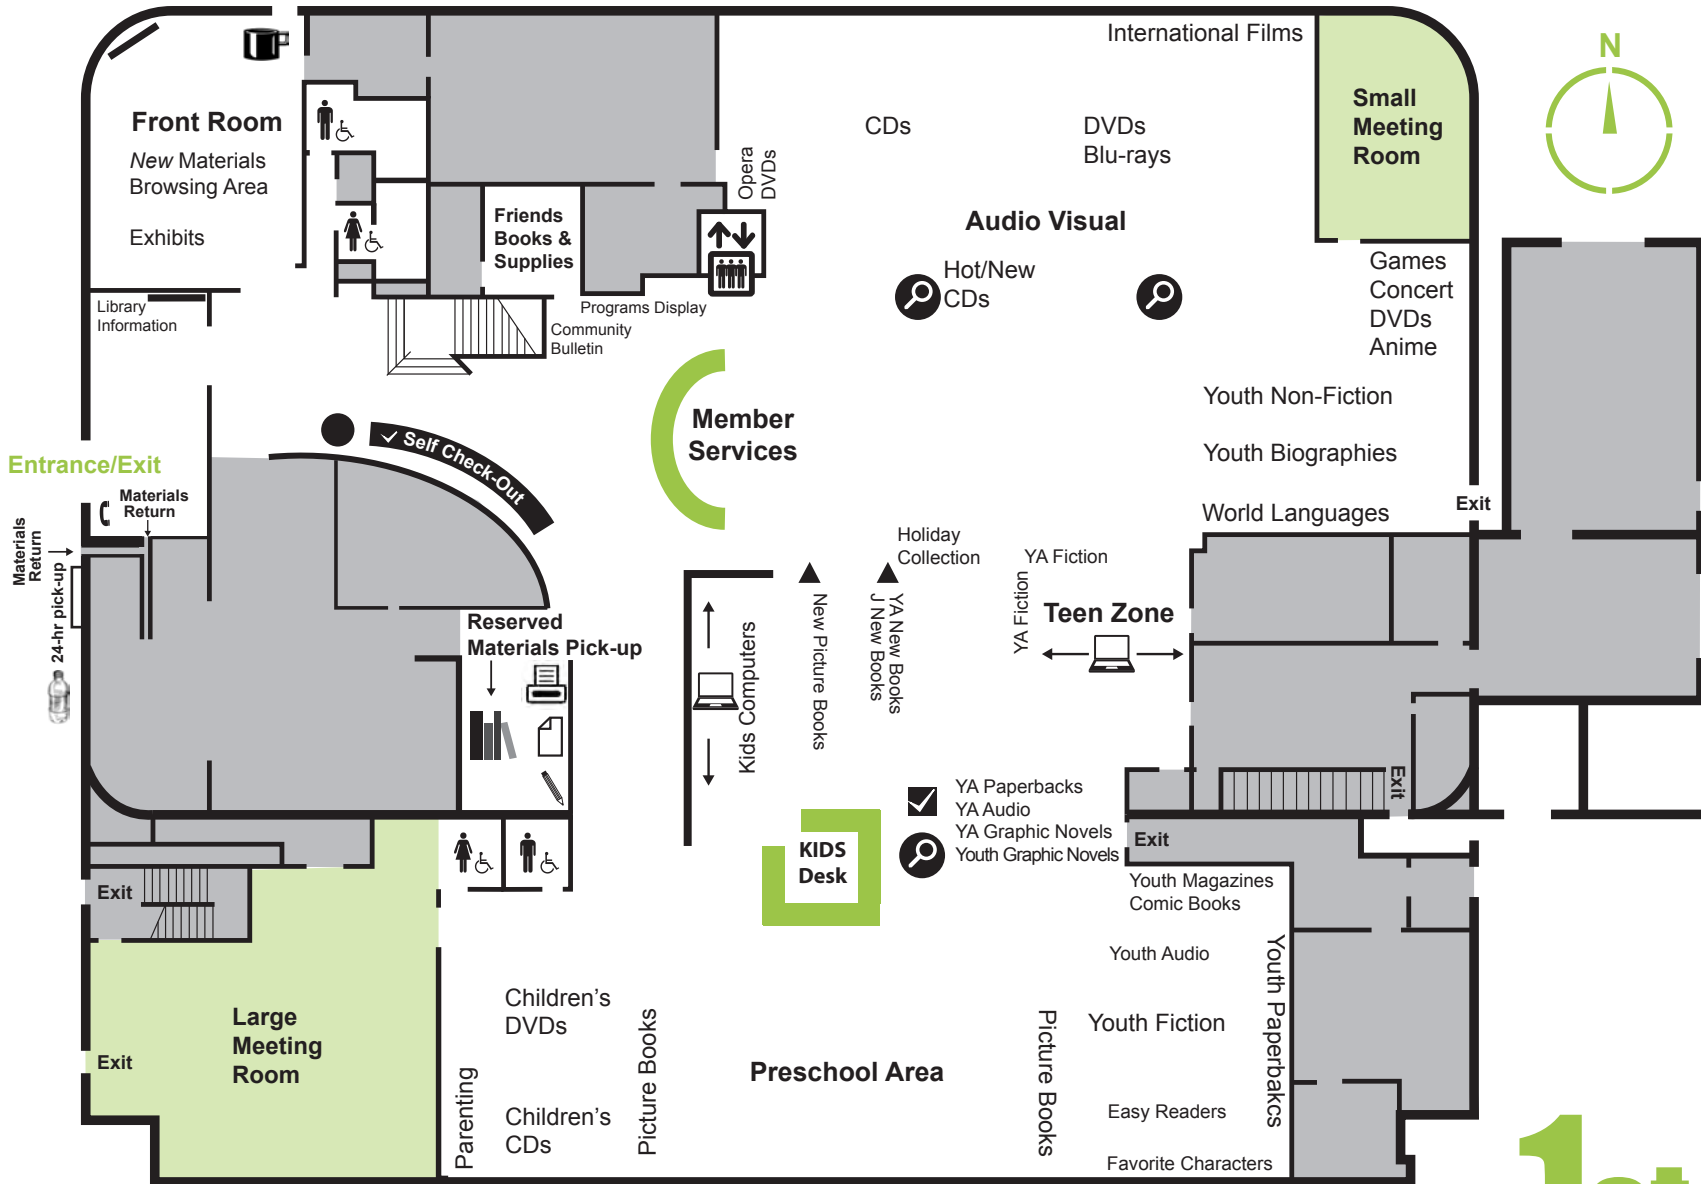 International Films
N
Small
Meeting
Room
Front Room
New Materials
Browsing Area
Exhibits
CDs
DVDs
Blu-rays
Opera
DVDs
Audio Visual
Friends
Books &
Supplies
Hot/New
CDs
Games
Concert
DVDs
Anime
Library
Information
Programs Display
Community
Bulletin
Youth Non-Fiction
Member
Services
Self Check-Out
Youth Biographies
Entrance/Exit
Materials
Return
Exit
World Languages
Materials
Return
24-hr pick-up
Holiday
Collection
YA Fiction
YA Fiction
Teen Zone
Reserved
Materials Pick-up
Kids Computers
New Picture Books
YA New Books
J New Books
Exit
YA Paperbacks
YA Audio
YA Graphic Novels
Youth Graphic Novels
Exit
KIDS
Desk
Exit
Youth Magazines
Comic Books
Youth Audio
Youth Paperbakcs
Children's
DVDs
Picture Books
Large
Meeting
Room
Exit
Youth Fiction
Picture Books
Preschool Area
Parenting
Children's
CDs
Easy Readers
Favorite Characters
1st